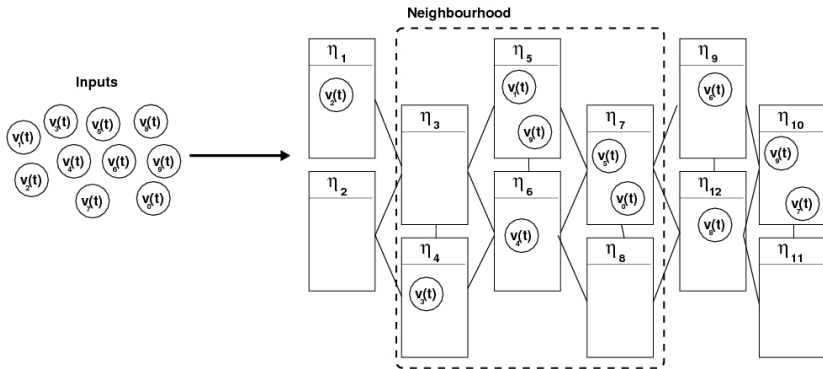 Neighbourhood
Inputs
v₁(t)
v₃(t)
v₅(t)
v₈(t)
v₂(t)
v₄(t)
v₆(t)
v₉(t)
v₇(t)
v₀(t)
η₁
v₂(t)
η₂
η₃
η₄
v₃(t)
η₅
v₁(t)
v₉(t)
η₆
v₄(t)
η₇
v₅(t)
v₀(t)
η₈
η₉
v₆(t)
η₁₂
v₈(t)
η₁₀
v₉(t)
v₇(t)
η₁₁